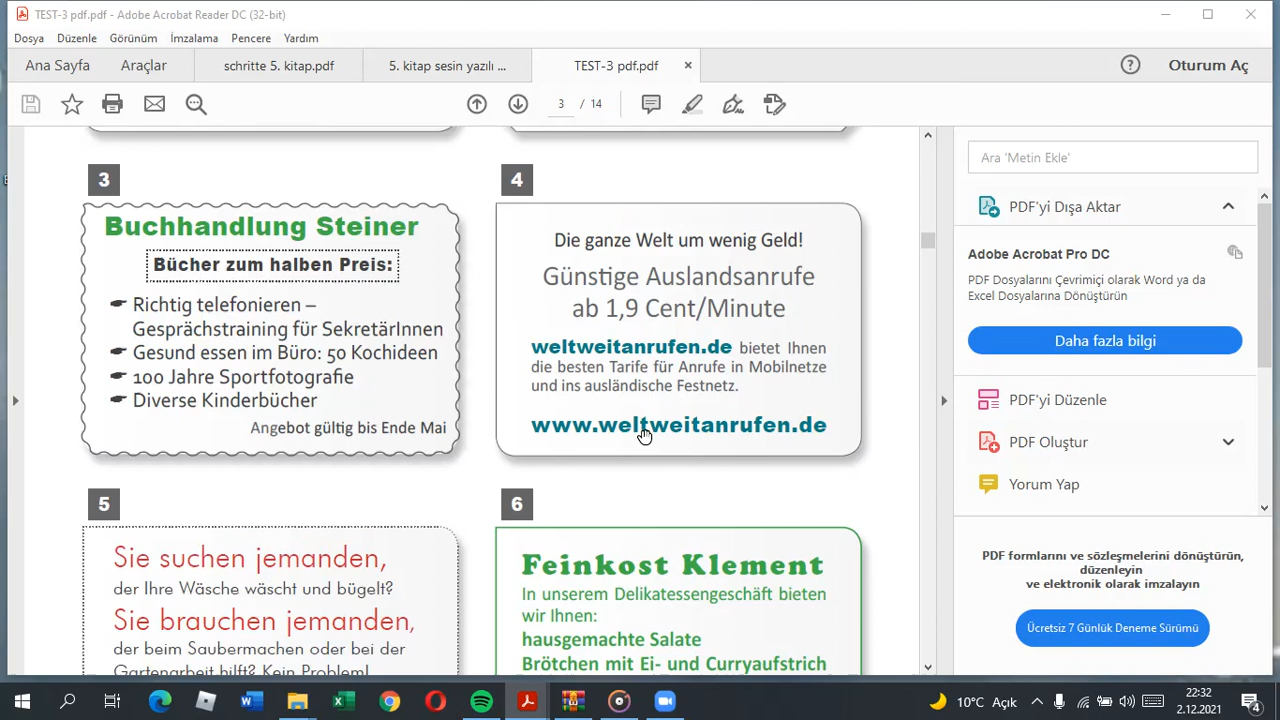 TEST-3 pdf.pdf - Adobe Acrobat Reader DC (32-bit)
Dosya Düzenle Görünüm İmzalama Pencere Yardım
Ana Sayfa Araçlar schritte 5. kitap.pdf 5. kitap sesin yazılı ... TEST-3 pdf.pdf × ? Oturum Aç
3 / 14
3
Buchhandlung Steiner
Bücher zum halben Preis:
Richtig telefonieren –
Gesprächstraining für SekretärInnen
Gesund essen im Büro: 50 Kochideen
100 Jahre Sportfotografie
Diverse Kinderbücher
Angebot gültig bis Ende Mai
4
Die ganze Welt um wenig Geld!
Günstige Auslandsanrufe
ab 1,9 Cent/Minute
weltweitanrufen.de bietet Ihnen
die besten Tarife für Anrufe in Mobilnetze
und ins ausländische Festnetz.
www.weltweitanrufen.de
5
Sie suchen jemanden,
der Ihre Wäsche wäscht und bügelt?
Sie brauchen jemanden,
der beim Saubermachen oder bei der
Gartenarbeit hilft? Kein Problem!
6
Feinkost Klement
In unserem Delikatessengeschäft bieten
wir Ihnen:
hausgemachte Salate
Brötchen mit Ei- und Curryaufstrich
Ara 'Metin Ekle'
PDF'yi Dışa Aktar
Adobe Acrobat Pro DC
PDF Dosyalarını Çevrimiçi olarak Word ya da
Excel Dosyalarına Dönüştürün
Daha fazla bilgi
PDF'yi Düzenle
PDF Oluştur
Yorum Yap
PDF formlarını ve sözleşmelerini dönüştürün,
düzenleyin
ve elektronik olarak imzalayın
Ücretsiz 7 Günlük Deneme Sürümü
10°C Açık
22:32
2.12.2021
4